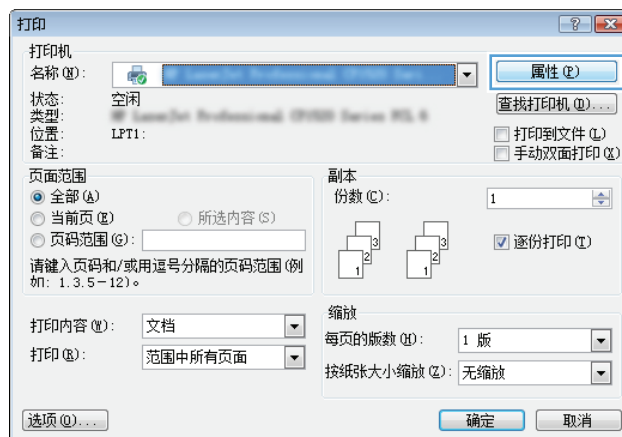 打印
打印机
名称(N):
属性(P)
状态: 空闲
类型:
查找打印机(D)...
位置: LPT1:
打印到文件(L)
备注:
手动双面打印(X)
页面范围
全部(A)
当前页(E) 所选内容(S)
页码范围(G):
请键入页码和/或用逗号分隔的页码范围(例
如: 1.3.5-12)。
副本
份数(C): 1
逐份打印(T)
1 2 3
1 2 3
打印内容(W): 文档
打印(R): 范围中所有页面
缩放
每页的版数(H): 1 版
按纸张大小缩放(Z): 无缩放
选项(O)...
确定 取消